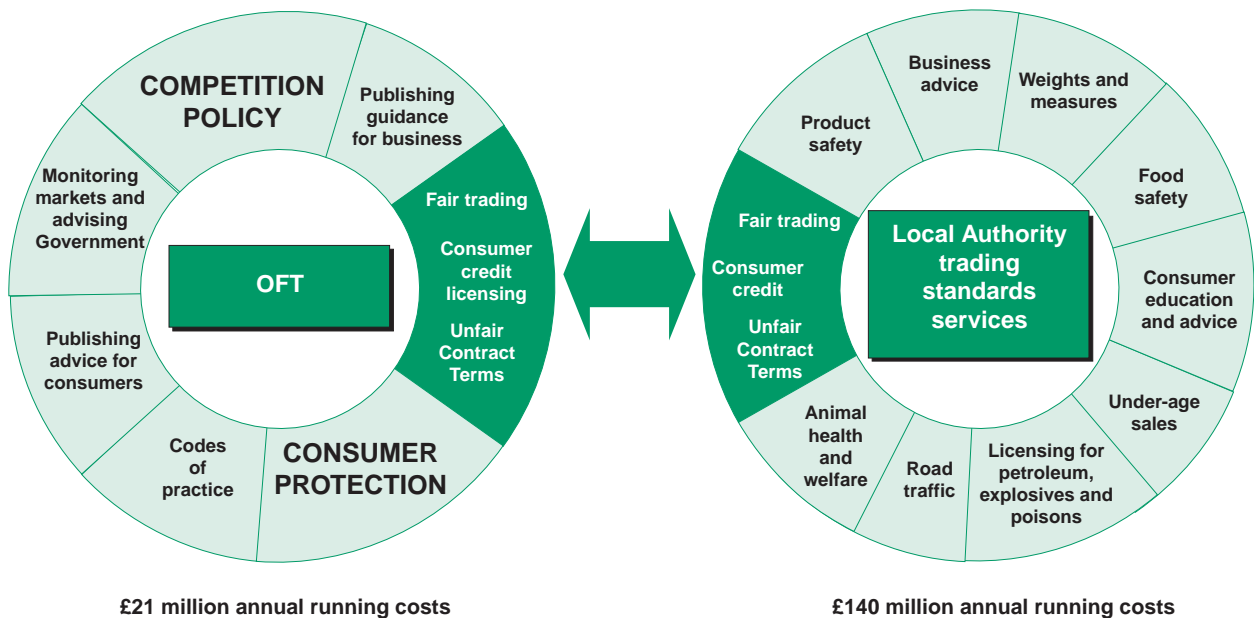 COMPETITION
POLICY
Publishing
guidance
for business
Fair trading
Consumer
credit
licensing
Unfair
Contract
Terms
CONSUMER
PROTECTION
Codes
of
practice
Publishing
advice for
consumers
Monitoring
markets and
advising
Government
OFT
£21 million annual running costs
Business
advice
Weights and
measures
Food
safety
Consumer
education
and advice
Under-age
sales
Licensing for
petroleum,
explosives and
poisons
Road
traffic
Animal
health
and
welfare
Unfair
Contract
Terms
Consumer
credit
Fair trading
Product
safety
Local Authority
trading
standards
services
£140 million annual running costs